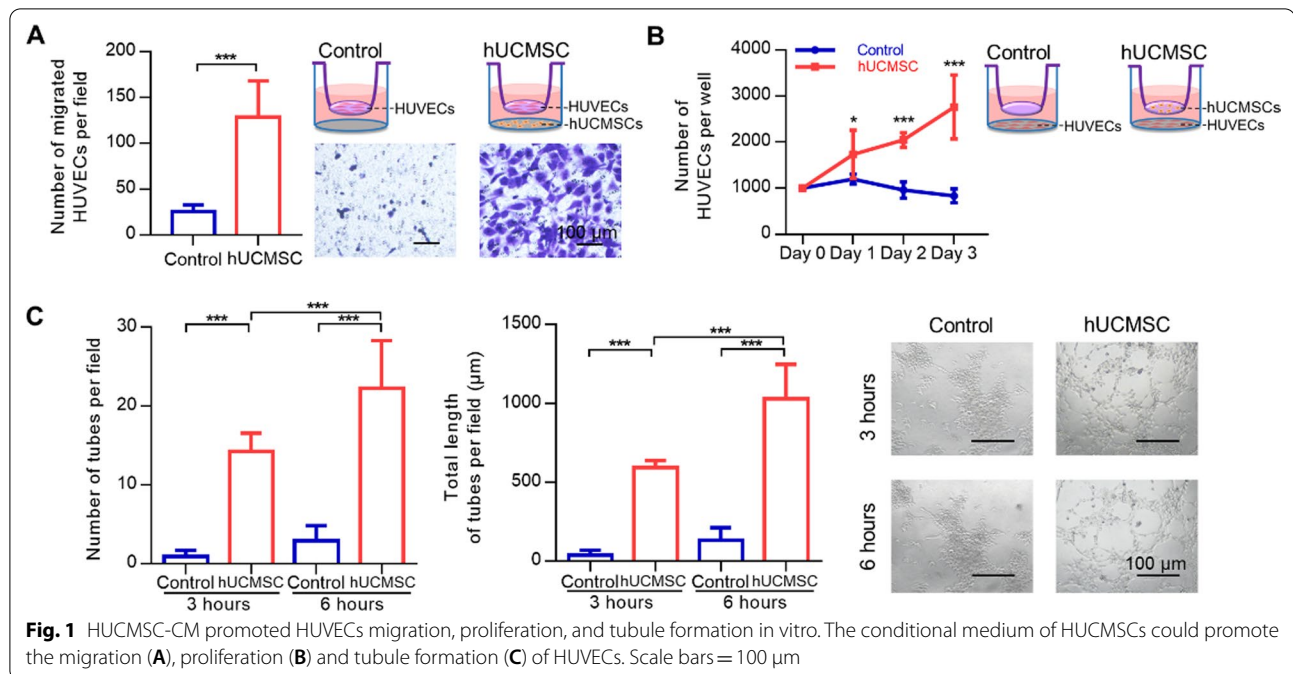 A
Number of migrated
HUVECs per field
200
150
100
50
0
***
Control hUCMSC
Control
HUVECs
hUCMSC
HUVECs
hUCMSCs
100 µm
B
Number of
HUVECs per well
4000
3000
2000
1000
0
Control
hUCMSC
*
***
***
Day 0 Day 1 Day 2 Day 3
Control
HUVECs
hUCMSC
hUCMSCs
HUVECs
C
Number of tubes per field
30
20
10
0
***
***
***
Control hUCMSC Control hUCMSC
3 hours 6 hours
Total length
of tubes per field (µm)
1500
1000
500
0
***
***
***
Control hUCMSC Control hUCMSC
3 hours 6 hours
Control hUCMSC
3 hours
6 hours
100 µm
Fig. 1 HUCMSC-CM promoted HUVECs migration, proliferation, and tubule formation in vitro. The conditional medium of HUCMSCs could promote
the migration (A), proliferation (B) and tubule formation (C) of HUVECs. Scale bars = 100 µm